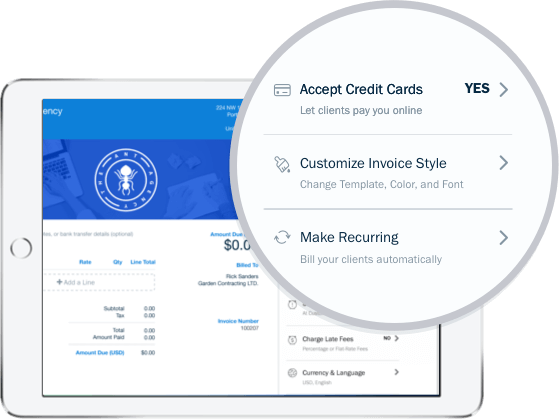 Accept Credit Cards YES
Let clients pay you online
Customize Invoice Style
Change Template, Color, and Font
Make Recurring
Bill your clients automatically
ency
224 NW
THE ANT AGENCY
or bank transfer details (optional)
Amount Due
$0.0
Rate Qty Line Total
Billed To
+ Add a Line
Rick Sanders
Garden Contracting LTD.
Subtotal 0.00
Tax 0.00
Invoice Number
100207
Total 0.00
Amount Paid 0.00
Amount Due (USD) $0.00
Charge Late Fees NO
Percentage or Flat-Rate Fees
Currency & Language
USD, English